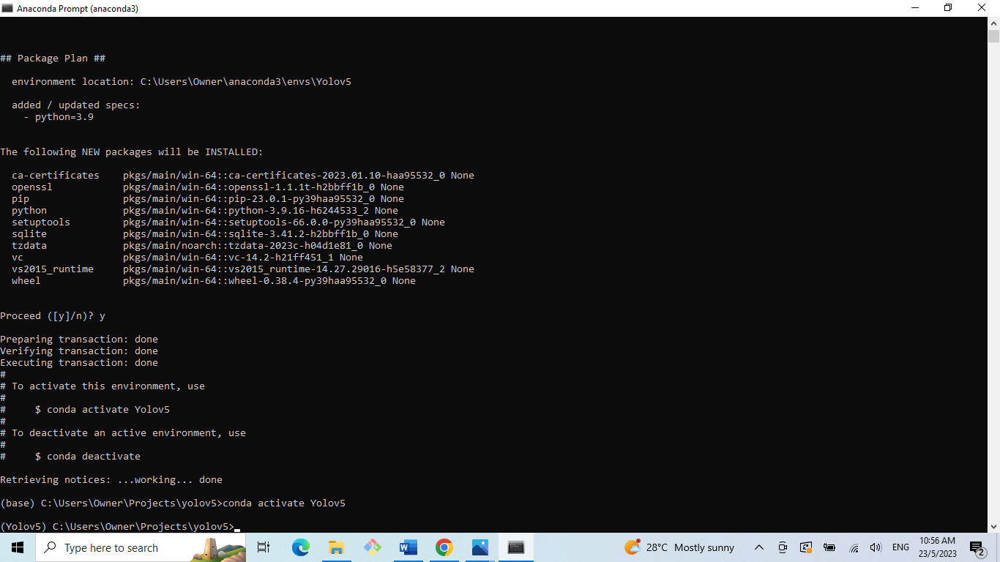 Anaconda Prompt (anaconda3)
## Package Plan ##
environment location: C:\Users\Owner\anaconda3\envs\Yolov5
added / updated specs:
- python=3.9
The following NEW packages will be INSTALLED:
ca-certificates pkgs/main/win-64::ca-certificates-2023.01.10-haa95532_0 None
openssl pkgs/main/win-64::openssl-1.1.1t-h2bbff1b_0 None
pip pkgs/main/win-64::pip-23.0.1-py39haa95532_0 None
python pkgs/main/win-64::python-3.9.16-h6244533_2 None
setuptools pkgs/main/win-64::setuptools-66.0.0-py39haa95532_0 None
sqlite pkgs/main/win-64::sqlite-3.41.2-h2bbff1b_0 None
tzdata pkgs/main/noarch::tzdata-2023c-h04d1e81_0 None
vc pkgs/main/win-64::vc-14.2-h21ff451_1 None
vs2015_runtime pkgs/main/win-64::vs2015_runtime-14.27.29016-h5e58377_2 None
wheel pkgs/main/win-64::wheel-0.38.4-py39haa95532_0 None
Proceed ([y]/n)? y
Preparing transaction: done
Verifying transaction: done
Executing transaction: done
#
# To activate this environment, use
#
# $ conda activate Yolov5
#
# To deactivate an active environment, use
#
# $ conda deactivate
Retrieving notices: ...working... done
(base) C:\Users\Owner\Projects\yolov5>conda activate Yolov5
(Yolov5) C:\Users\Owner\Projects\yolov5>
Type here to search
28°C Mostly sunny
ENG
10:56 AM
23/5/2023
2